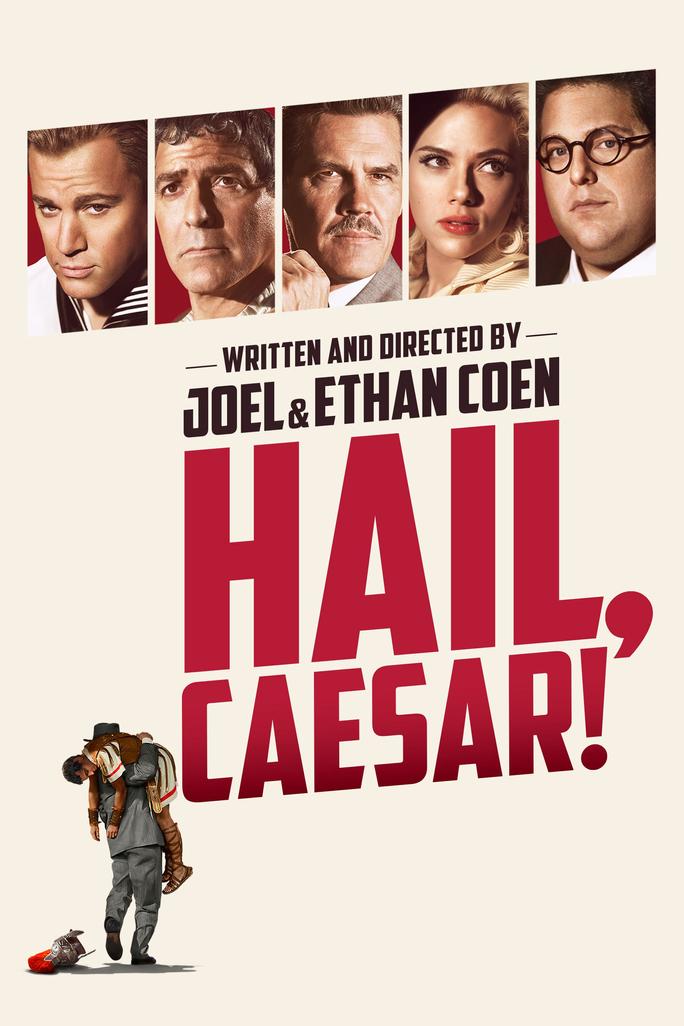 WRITTEN AND DIRECTED BY
JOEL & ETHAN COEN
HAIL,
CAESAR!